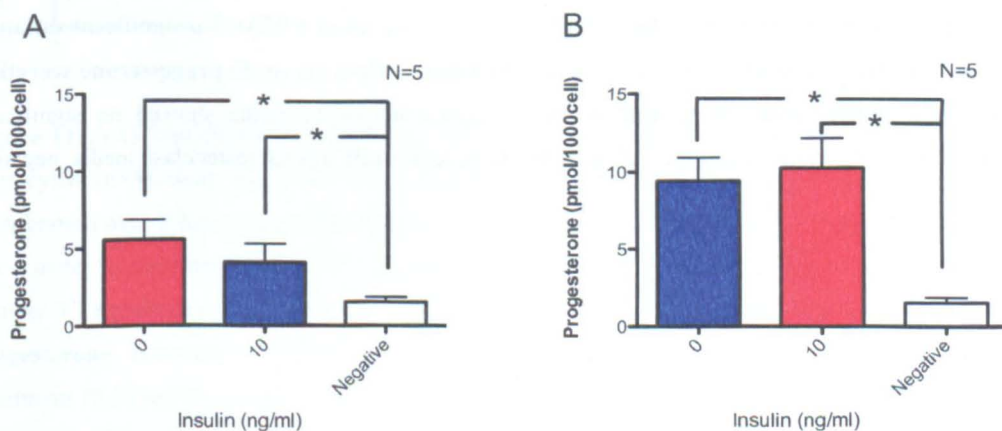 A
N=5
Progesterone (pmol/1000cell)
15
10
5
0
*
*
0
10
Negative
Insulin (ng/ml)
B
N=5
Progesterone (pmol/1000cell)
15
10
5
0
*
*
0
10
Negative
Insulin (ng/ml)